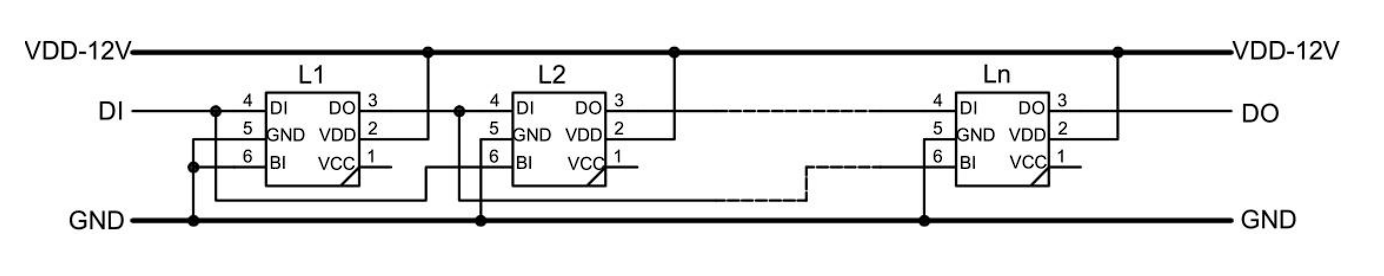 VDD-12V VDD-12V
L1 L2 Ln
DI 4 DI DO 3 4 DI DO 3 4 DI DO 3 DO
5 GND VDD 2 5 GND VDD 2 5 GND VDD 2
6 BI VCC 1 6 BI VCC 1 6 BI VCC 1
GND GND